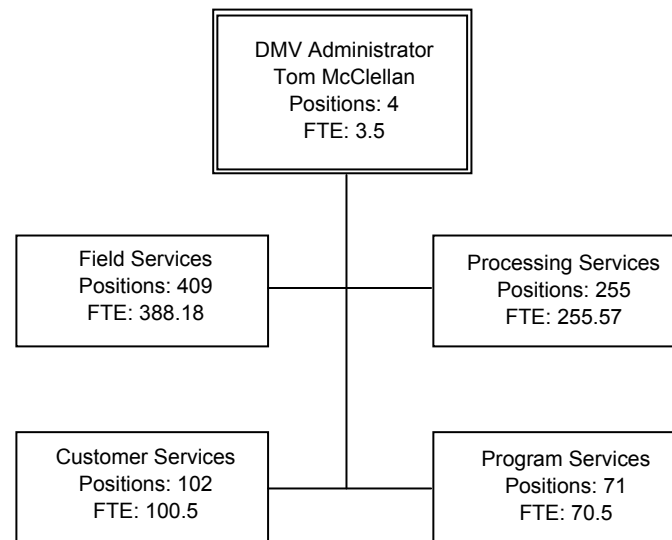 DMV Administrator
Tom McClellan
Positions: 4
FTE: 3.5
Field Services
Positions: 409
FTE: 388.18
Processing Services
Positions: 255
FTE: 255.57
Customer Services
Positions: 102
FTE: 100.5
Program Services
Positions: 71
FTE: 70.5